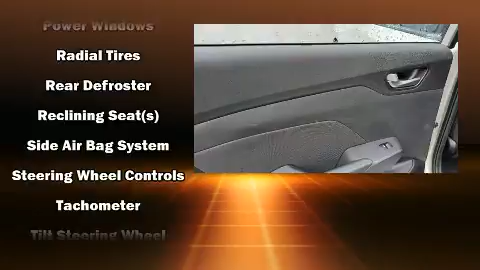 Power Windows
Radial Tires
Rear Defroster
Reclining Seat(s)
Side Air Bag System
Steering Wheel Controls
Tachometer
Tilt Steering Wheel